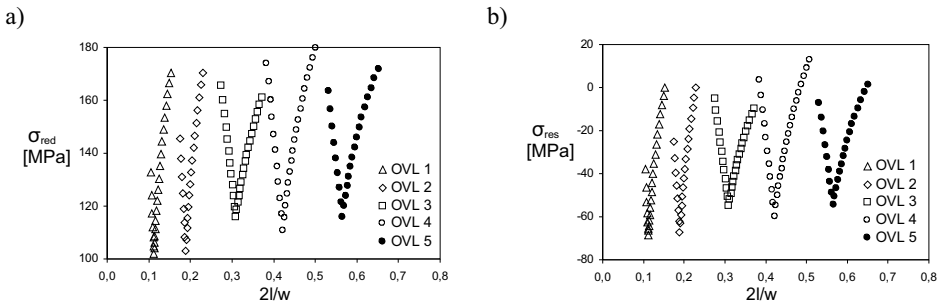 a)
180
160
140
120
100
σred
[MPa]
0 0,1 0,2 0,3 0,4 0,5 0,6 0,7 0,8
2l/w
OVL 1
OVL 2
OVL 3
OVL 4
OVL 5
b)
20
0
-20
-40
-60
-80
σres
[MPa]
0 0,1 0,2 0,3 0,4 0,5 0,6 0,7 0,8
2l/w
OVL 1
OVL 2
OVL 3
OVL 4
OVL 5